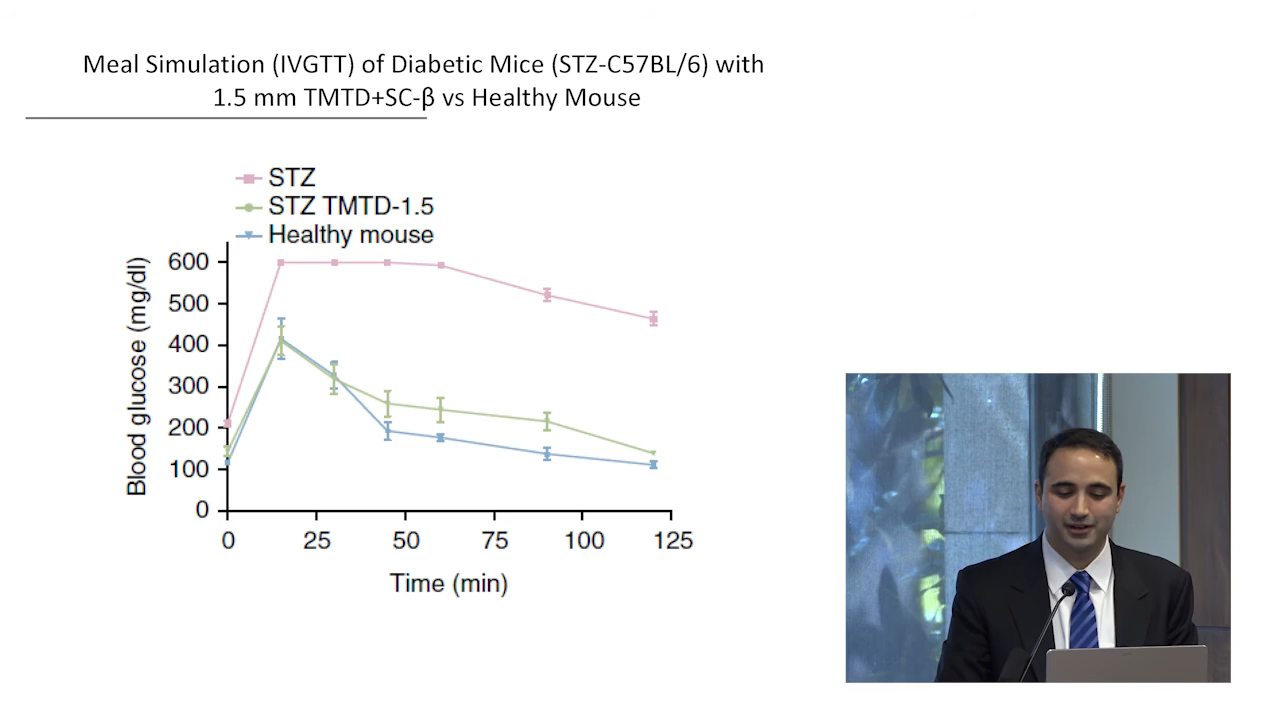 Meal Simulation (IVGTT) of Diabetic Mice (STZ-C57BL/6) with
1.5 mm TMTD+SC-β vs Healthy Mouse
STZ
STZ TMTD-1.5
Healthy mouse
Blood glucose (mg/dl)
600
500
400
300
200
100
0
0 25 50 75 100 125
Time (min)